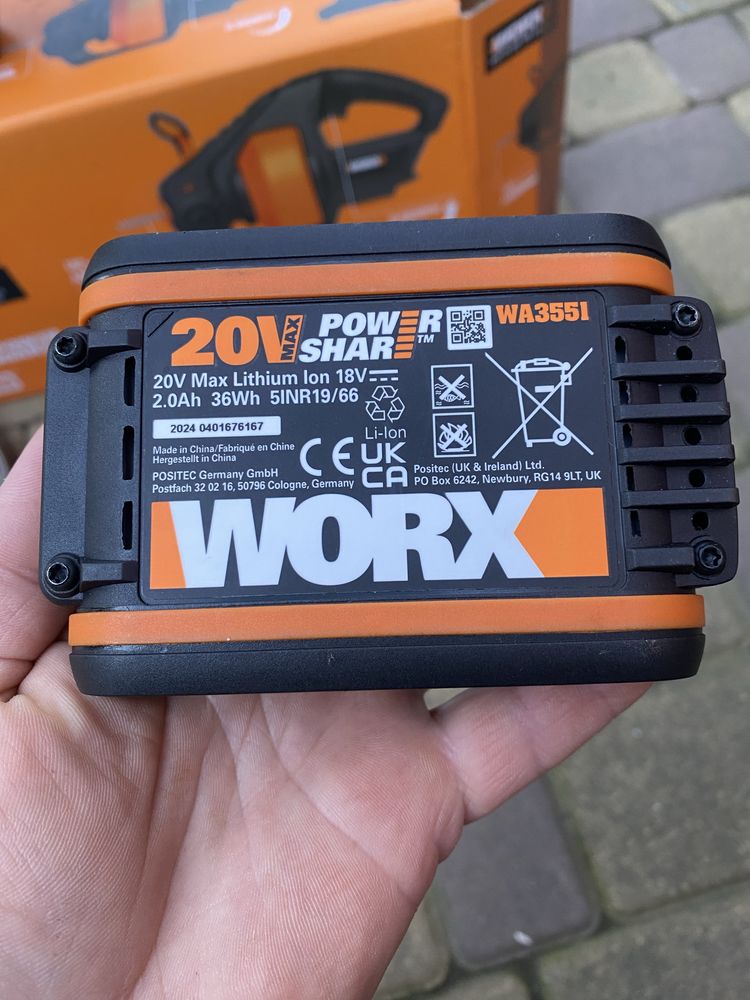 WORX
20V MAX POWER SHARE™ WA3551
20V Max Lithium Ion 18V
2.0Ah 36Wh 5INR19/66
2024 0401676167
Li-Ion
Made in China/Fabriqué en Chine
Hergestellt in China
CE UK CA
POSITEC Germany GmbH
Postfach 32 02 16, 50796 Cologne, Germany
Positec (UK & Ireland) Ltd.
PO Box 6242, Newbury, RG14 9LT, UK
WORX